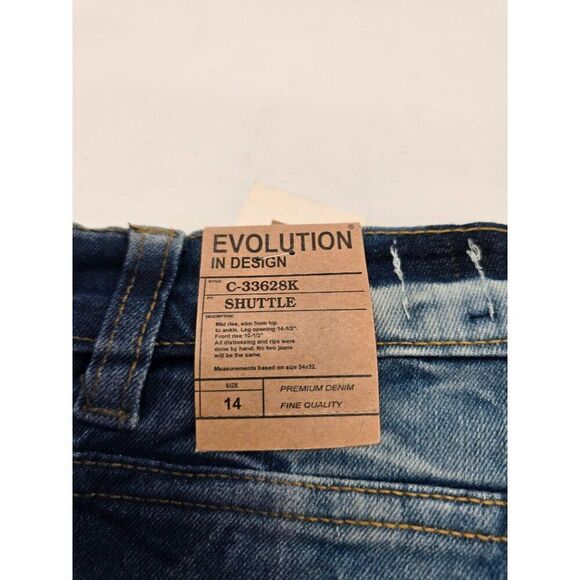 EVOLUTION®
IN DESIGN
STYLE:
C-33628K
FIT:
SHUTTLE
DESCRIPTION:
Mid rise, slim from hip
to ankle. Leg opening 14-1/2".
Front rise 10-1/2"
All distressing and rips were
done by hand. No two jeans
will be the same.
Measurements based on size 34x32.
SIZE
14
PREMIUM DENIM
FINE QUALITY